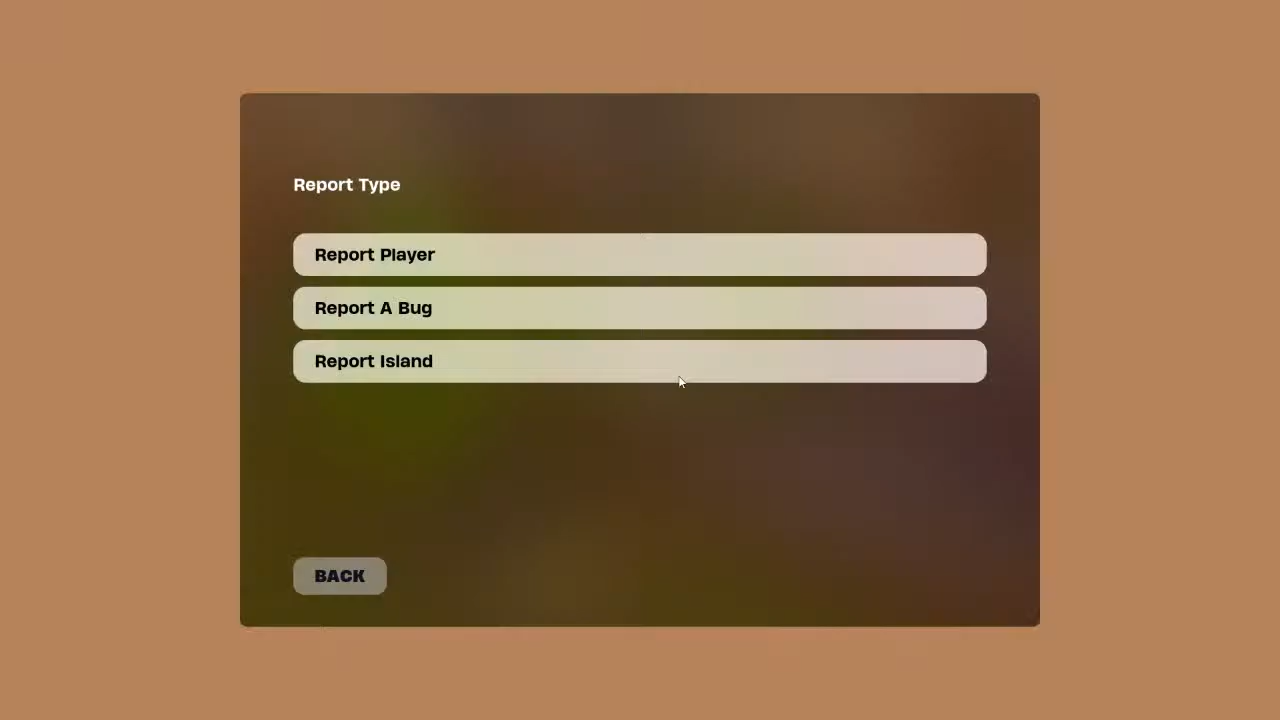 Report Type
Report Player
Report A Bug
Report Island
BACK